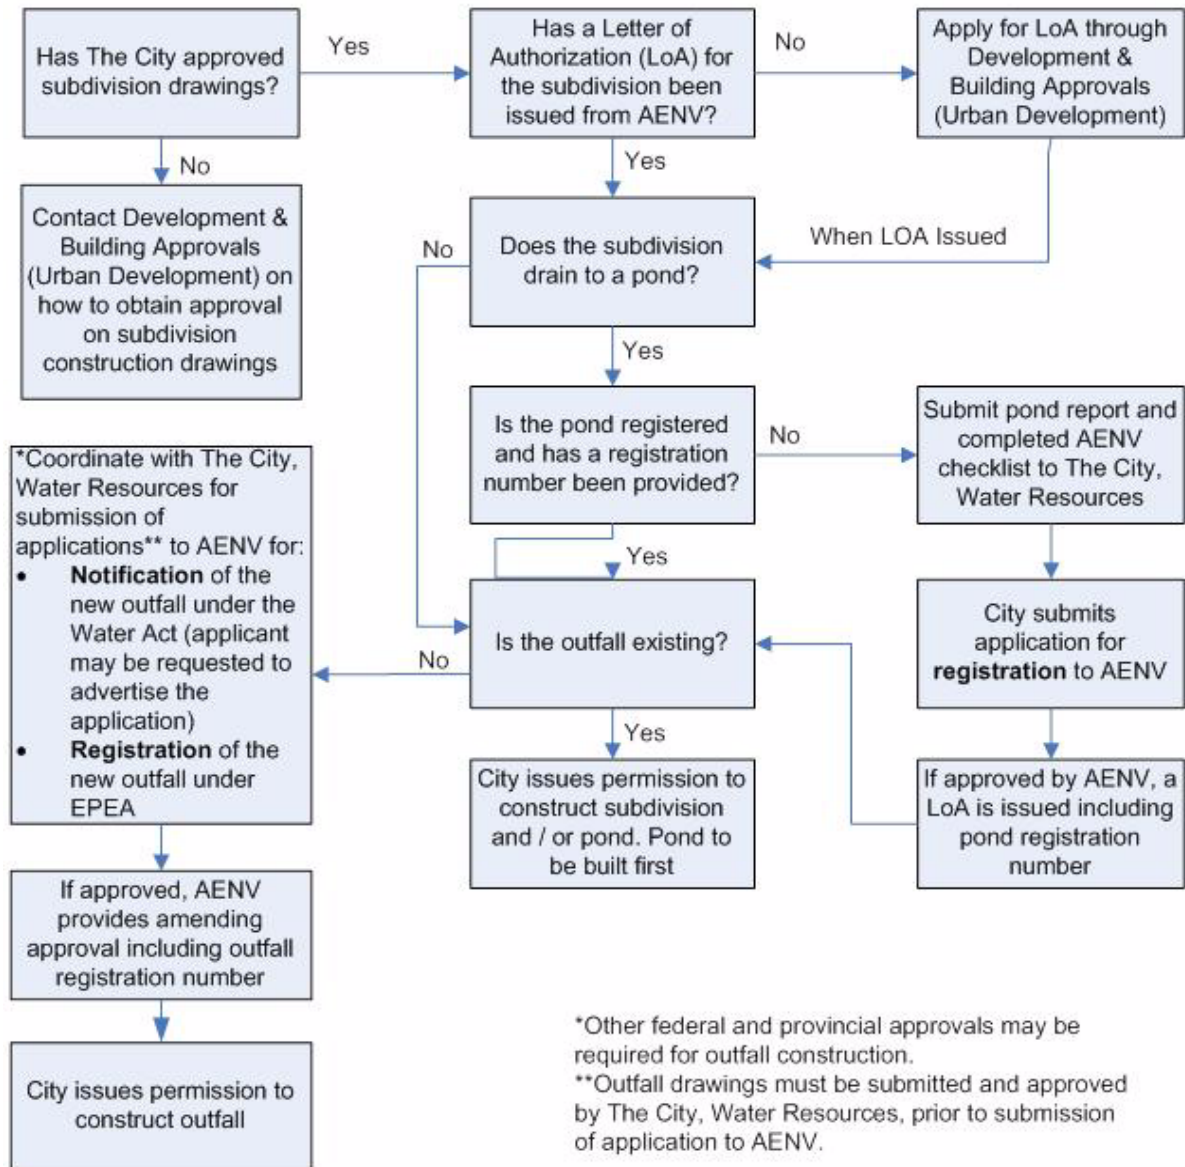 Has The City approved
subdivision drawings?
Yes
Has a Letter of
Authorization (LoA) for
the subdivision been
issued from AENV?
No
Apply for LoA through
Development &
Building Approvals
(Urban Development)
No
Yes
Contact Development &
Building Approvals
(Urban Development) on
how to obtain approval
on subdivision
construction drawings
No
Does the subdivision
drain to a pond?
When LOA Issued
Yes
Is the pond registered
and has a registration
number been provided?
No
Submit pond report and
completed AENV
checklist to The City,
Water Resources
*Coordinate with The City,
Water Resources for
submission of
applications** to AENV for:
• Notification of the
new outfall under the
Water Act (applicant
may be requested to
advertise the
application)
• Registration of the
new outfall under
EPEA
Yes
Is the outfall existing?
No
City submits
application for
registration to AENV
Yes
City issues permission to
construct subdivision
and / or pond. Pond to
be built first
If approved by AENV, a
LoA is issued including
pond registration
number
If approved, AENV
provides amending
approval including outfall
registration number
City issues permission to
construct outfall
*Other federal and provincial approvals may be
required for outfall construction.
**Outfall drawings must be submitted and approved
by The City, Water Resources, prior to submission
of application to AENV.